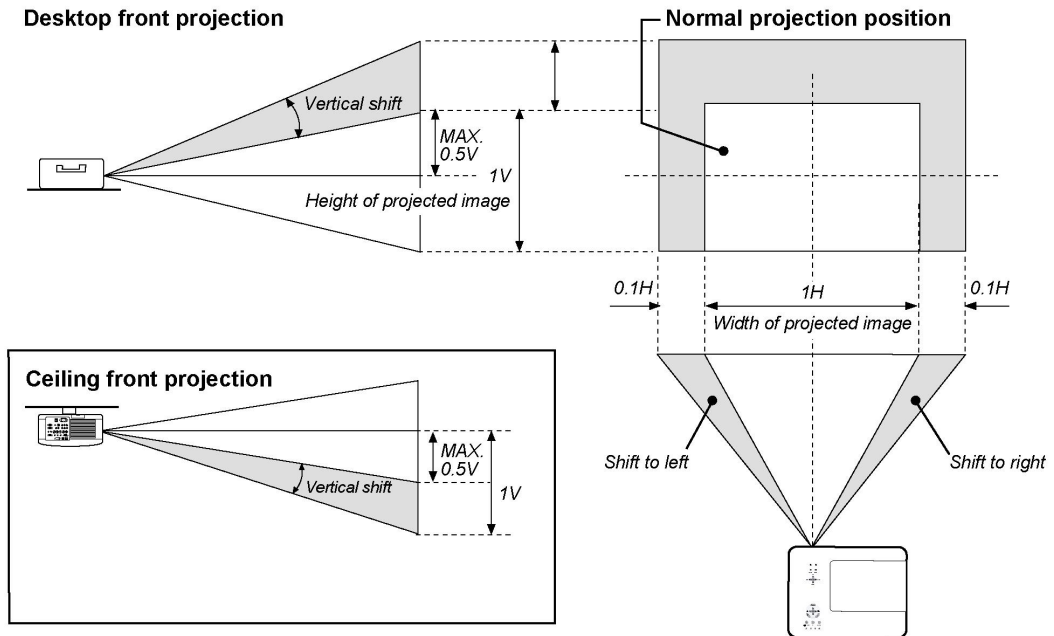 Desktop front projection
Normal projection position
Vertical shift
MAX.
0.5V
1V
Height of projected image
0.1H
1H
0.1H
Width of projected image
Ceiling front projection
MAX.
0.5V
Vertical shift
1V
Shift to left
Shift to right